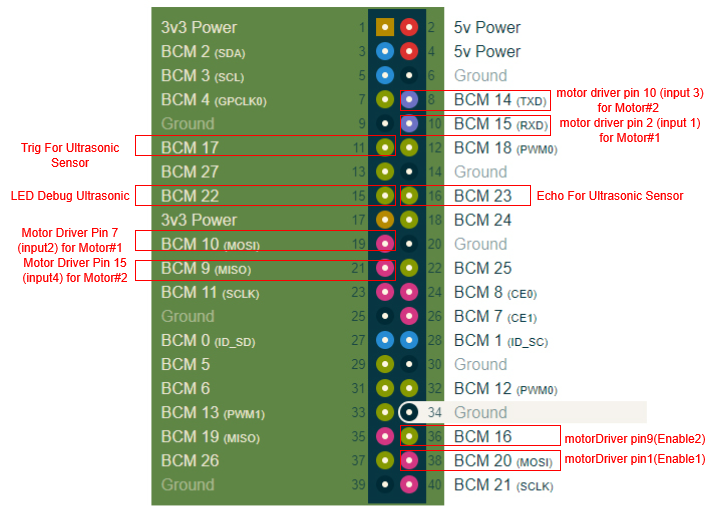 3v3 Power 1 2 5v Power
BCM 2 (SDA) 3 4 5v Power
BCM 3 (SCL) 5 6 Ground
BCM 4 (GPCLK0) 7 8 BCM 14 (TXD)
motor driver pin 10 (input 3)
for Motor#2
Ground 9 10 BCM 15 (RXD)
motor driver pin 2 (input 1)
for Motor#1
Trig For Ultrasonic
Sensor
BCM 17 11 12 BCM 18 (PWM0)
BCM 27 13 14 Ground
LED Debug Ultrasonic BCM 22 15 16 BCM 23 Echo For Ultrasonic Sensor
3v3 Power 17 18 BCM 24
Motor Driver Pin 7
(input2) for Motor#1
BCM 10 (MOSI) 19 20 Ground
Motor Driver Pin 15
(input4) for Motor#2
BCM 9 (MISO) 21 22 BCM 25
BCM 11 (SCLK) 23 24 BCM 8 (CE0)
Ground 25 26 BCM 7 (CE1)
BCM 0 (ID_SD) 27 28 BCM 1 (ID_SC)
BCM 5 29 30 Ground
BCM 6 31 32 BCM 12 (PWM0)
BCM 13 (PWM1) 33 34 Ground
BCM 19 (MISO) 35 36 BCM 16 motorDriver pin9(Enable2)
BCM 26 37 38 BCM 20 (MOSI) motorDriver pin1(Enable1)
Ground 39 40 BCM 21 (SCLK)